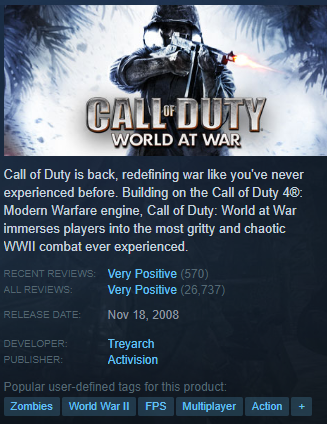 CALL OF DUTY
WORLD AT WAR
Call of Duty is back, redefining war like you've never
experienced before. Building on the Call of Duty 4®:
Modern Warfare engine, Call of Duty: World at War
immerses players into the most gritty and chaotic
WWII combat ever experienced.
RECENT REVIEWS: Very Positive (570)
ALL REVIEWS: Very Positive (26,737)
RELEASE DATE: Nov 18, 2008
DEVELOPER: Treyarch
PUBLISHER: Activision
Popular user-defined tags for this product:
Zombies World War II FPS Multiplayer Action +